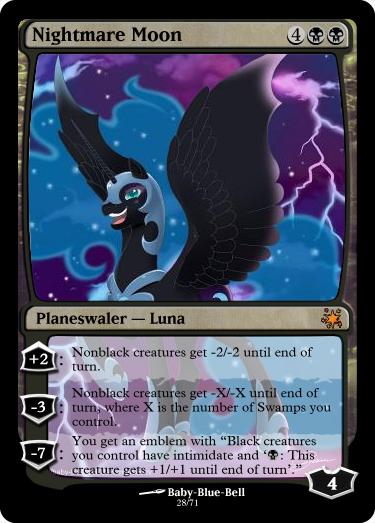 Nightmare Moon 4
Planeswaler — Luna
+2: Nonblack creatures get -2/-2 until end of
turn.
-3: Nonblack creatures get -X/-X until end of
turn, where X is the number of Swamps you
control.
-7: You get an emblem with “Black creatures
you control have intimidate and ‘: This
creature gets +1/+1 until end of turn’.”
4
Baby-Blue-Bell
28/71